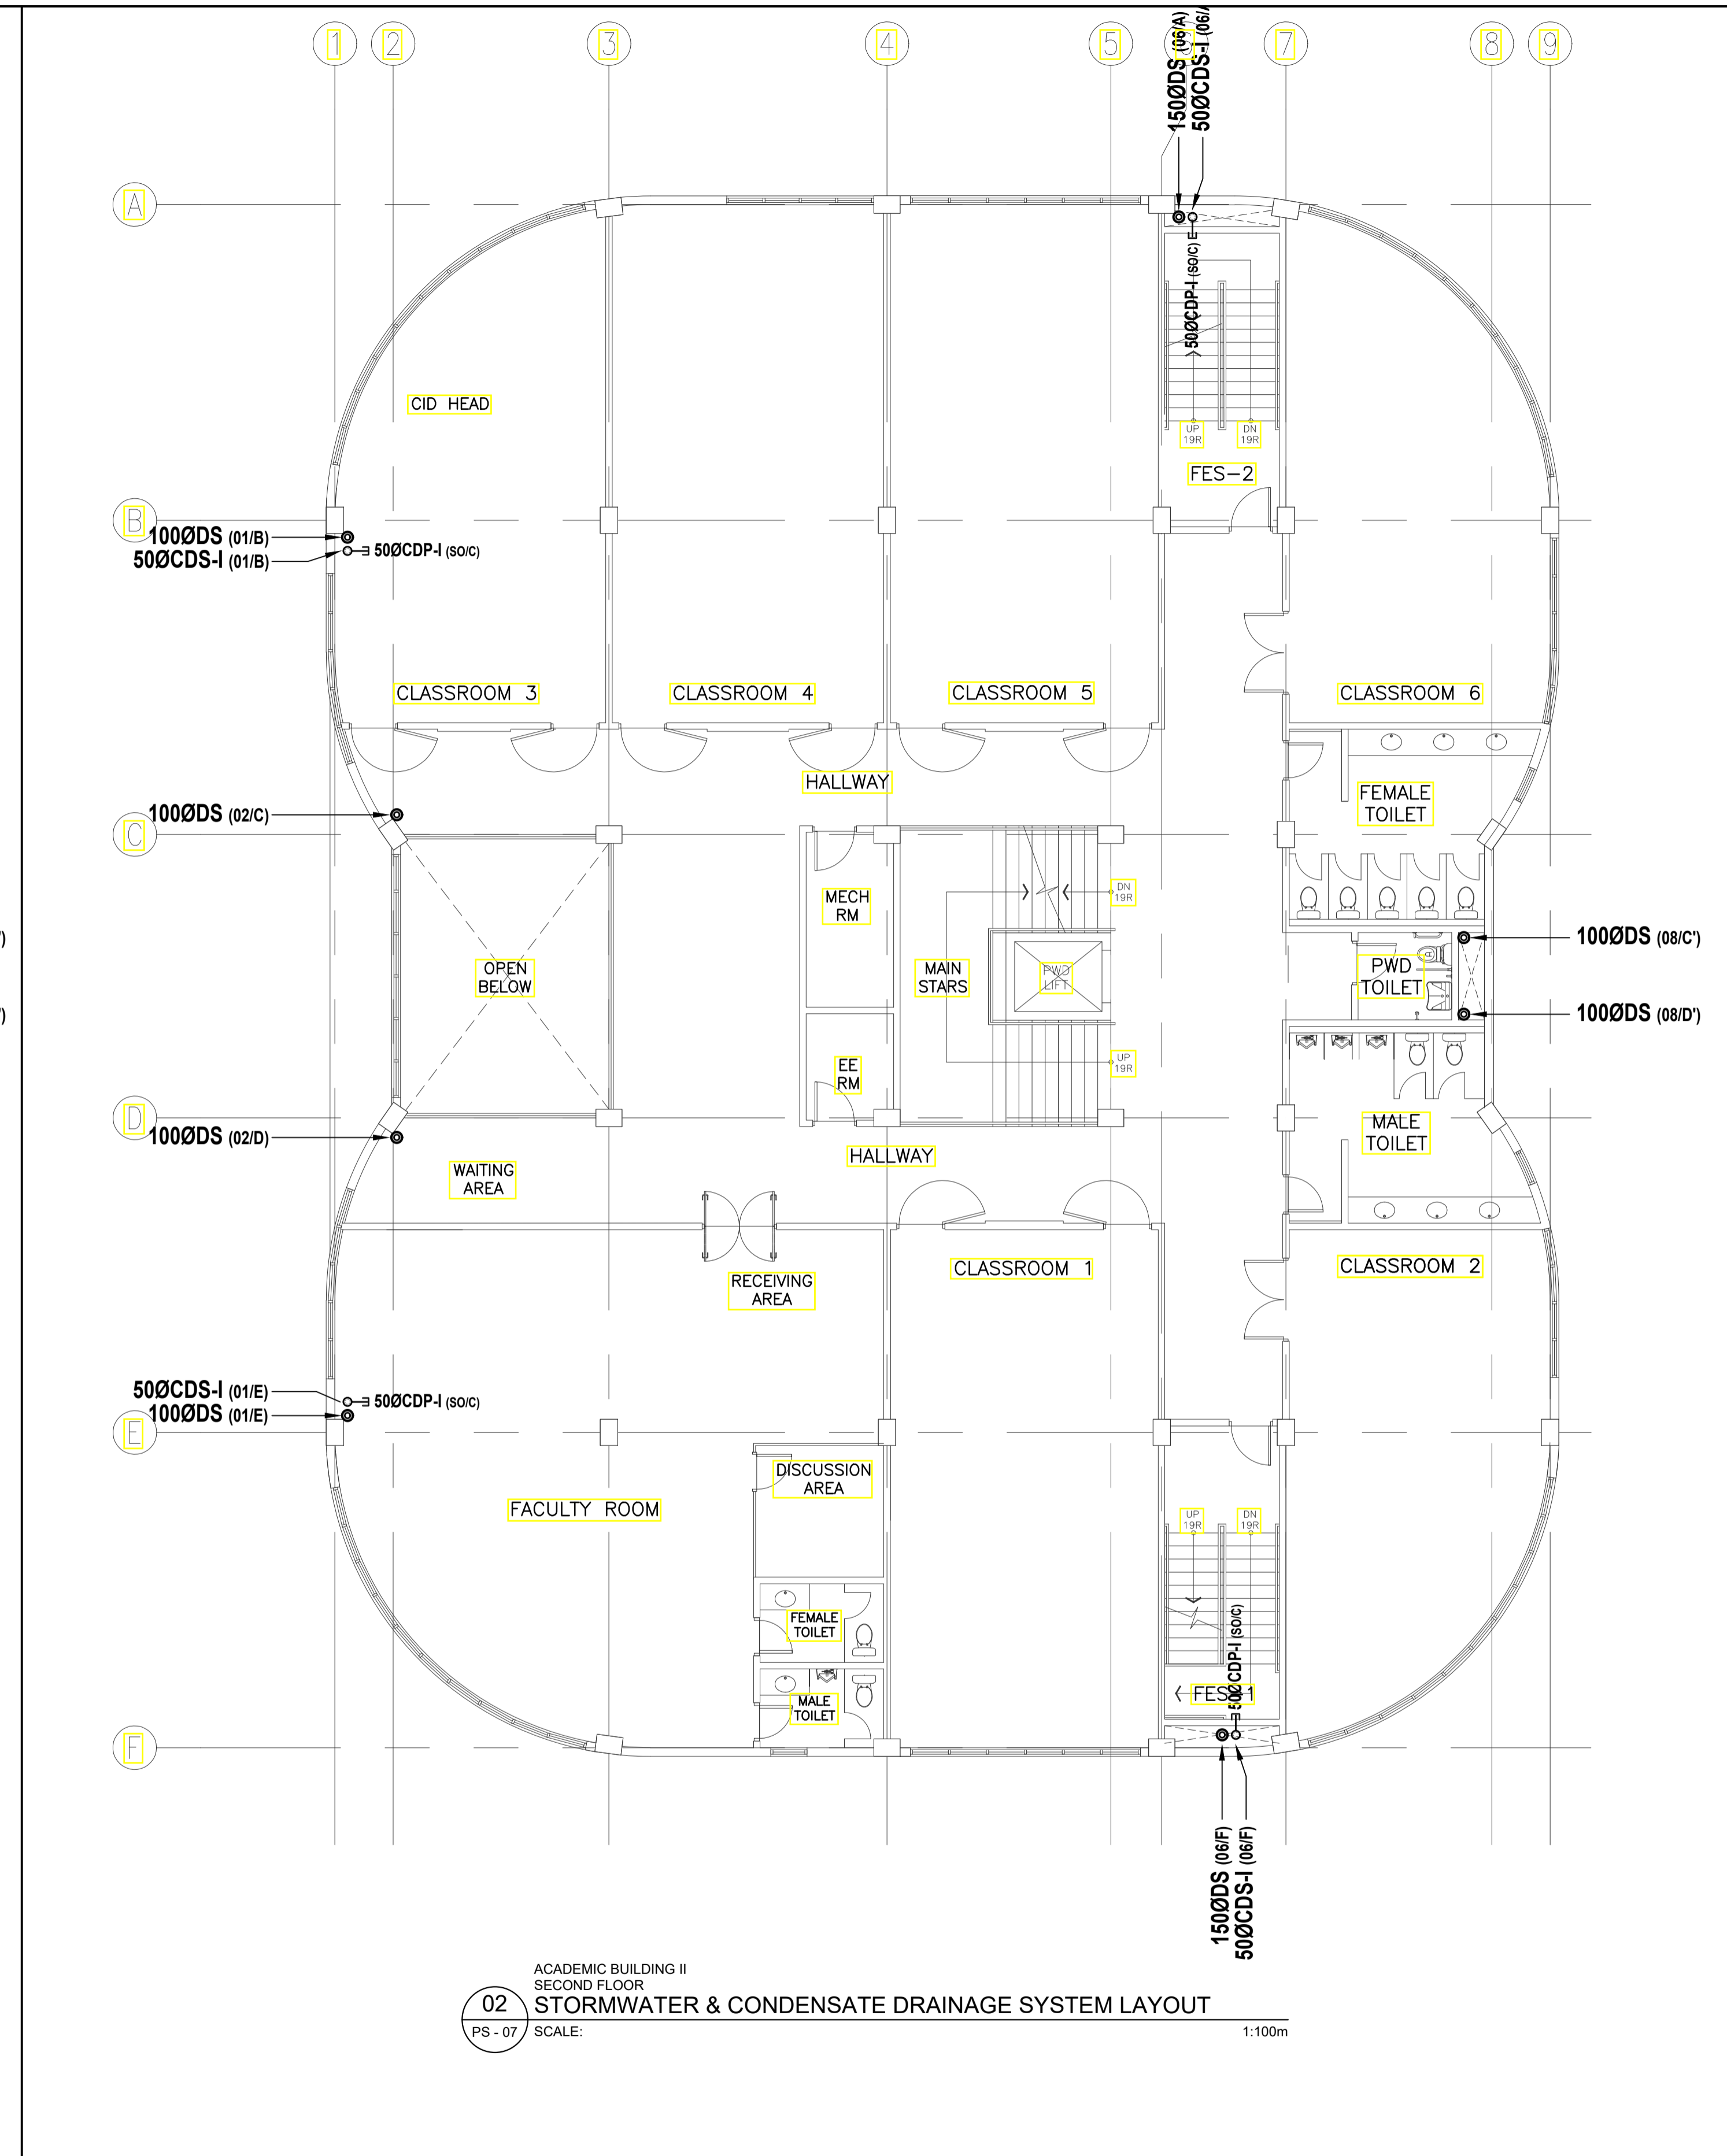 1
2
3
4
5
7
8
9
150ØDS (06/A)
50ØCDS-I (06/A
A
50ØCDP-I (SO/C)
CID HEAD
UP
19R
DN
19R
FES-2
B
100ØDS (01/B)
50ØCDS-I (01/B)
50ØCDP-I (SO/C)
CLASSROOM 3
CLASSROOM 4
CLASSROOM 5
CLASSROOM 6
HALLWAY
FEMALE
TOILET
100ØDS (02/C)
C
MECH
RM
DN
19R
')
100ØDS (08/C')
OPEN
BELOW
MAIN
STARS
PWD
LIFT
PWD
TOILET
')
100ØDS (08/D')
EE
RM
UP
19R
D
100ØDS (02/D)
MALE
TOILET
HALLWAY
WAITING
AREA
RECEIVING
AREA
CLASSROOM 1
CLASSROOM 2
50ØCDS-I (01/E)
100ØDS (01/E)
50ØCDP-I (SO/C)
E
DISCUSSION
AREA
FACULTY ROOM
UP
19R
DN
19R
FEMALE
TOILET
50ØCDP-I (SO/C)
MALE
TOILET
FES-1
F
150ØDS (06/F)
50ØCDS-I (06/F)
ACADEMIC BUILDING II
SECOND FLOOR
02
STORMWATER & CONDENSATE DRAINAGE SYSTEM LAYOUT
PS - 07
SCALE:
1:100m